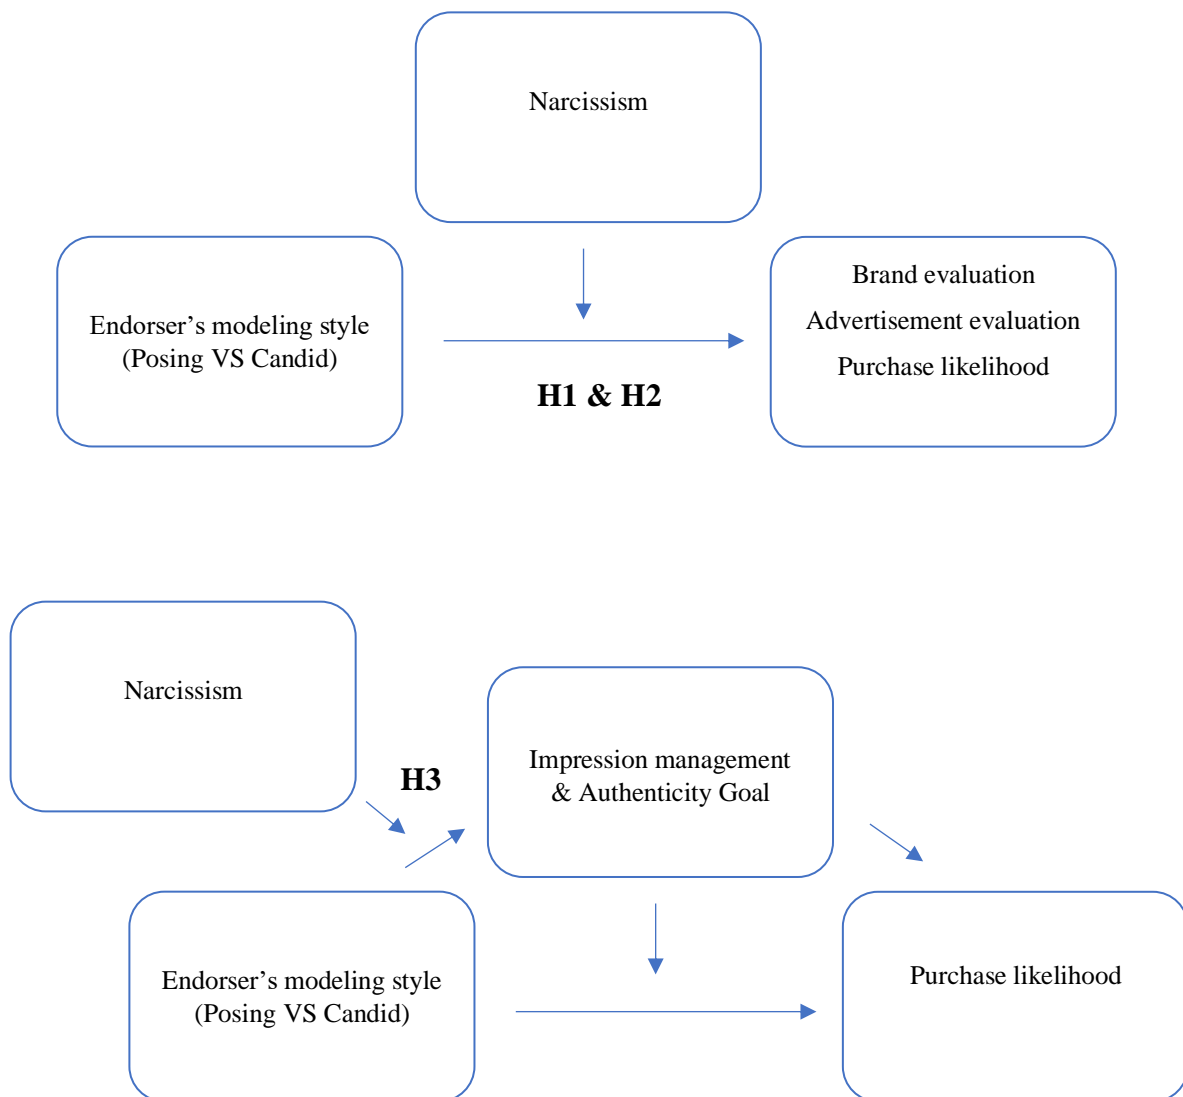 Narcissism
Endorser’s modeling style
(Posing VS Candid)
Brand evaluation
Advertisement evaluation
Purchase likelihood
H1 & H2
Narcissism
H3
Impression management
& Authenticity Goal
Endorser’s modeling style
(Posing VS Candid)
Purchase likelihood